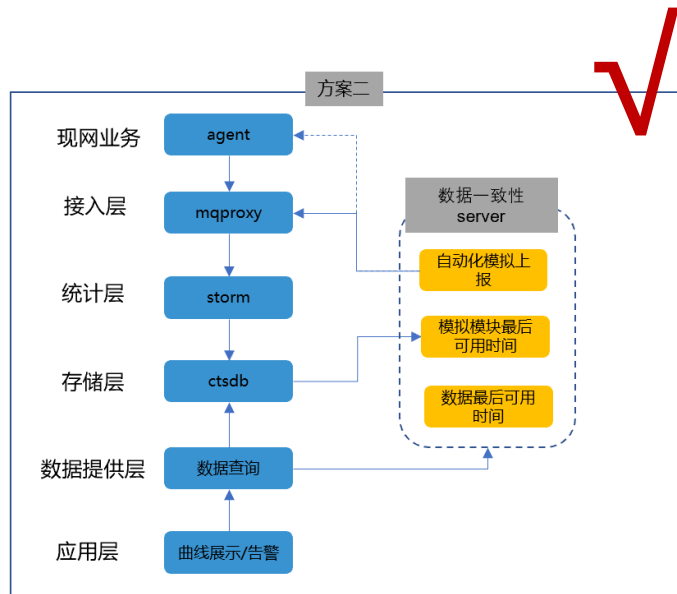 方案二
现网业务
agent
接入层
mqproxy
统计层
storm
存储层
ctsdb
数据提供层
数据查询
应用层
曲线展示/告警
数据一致性
server
自动化模拟上
报
模拟模块最后
可用时间
数据最后可用
时间